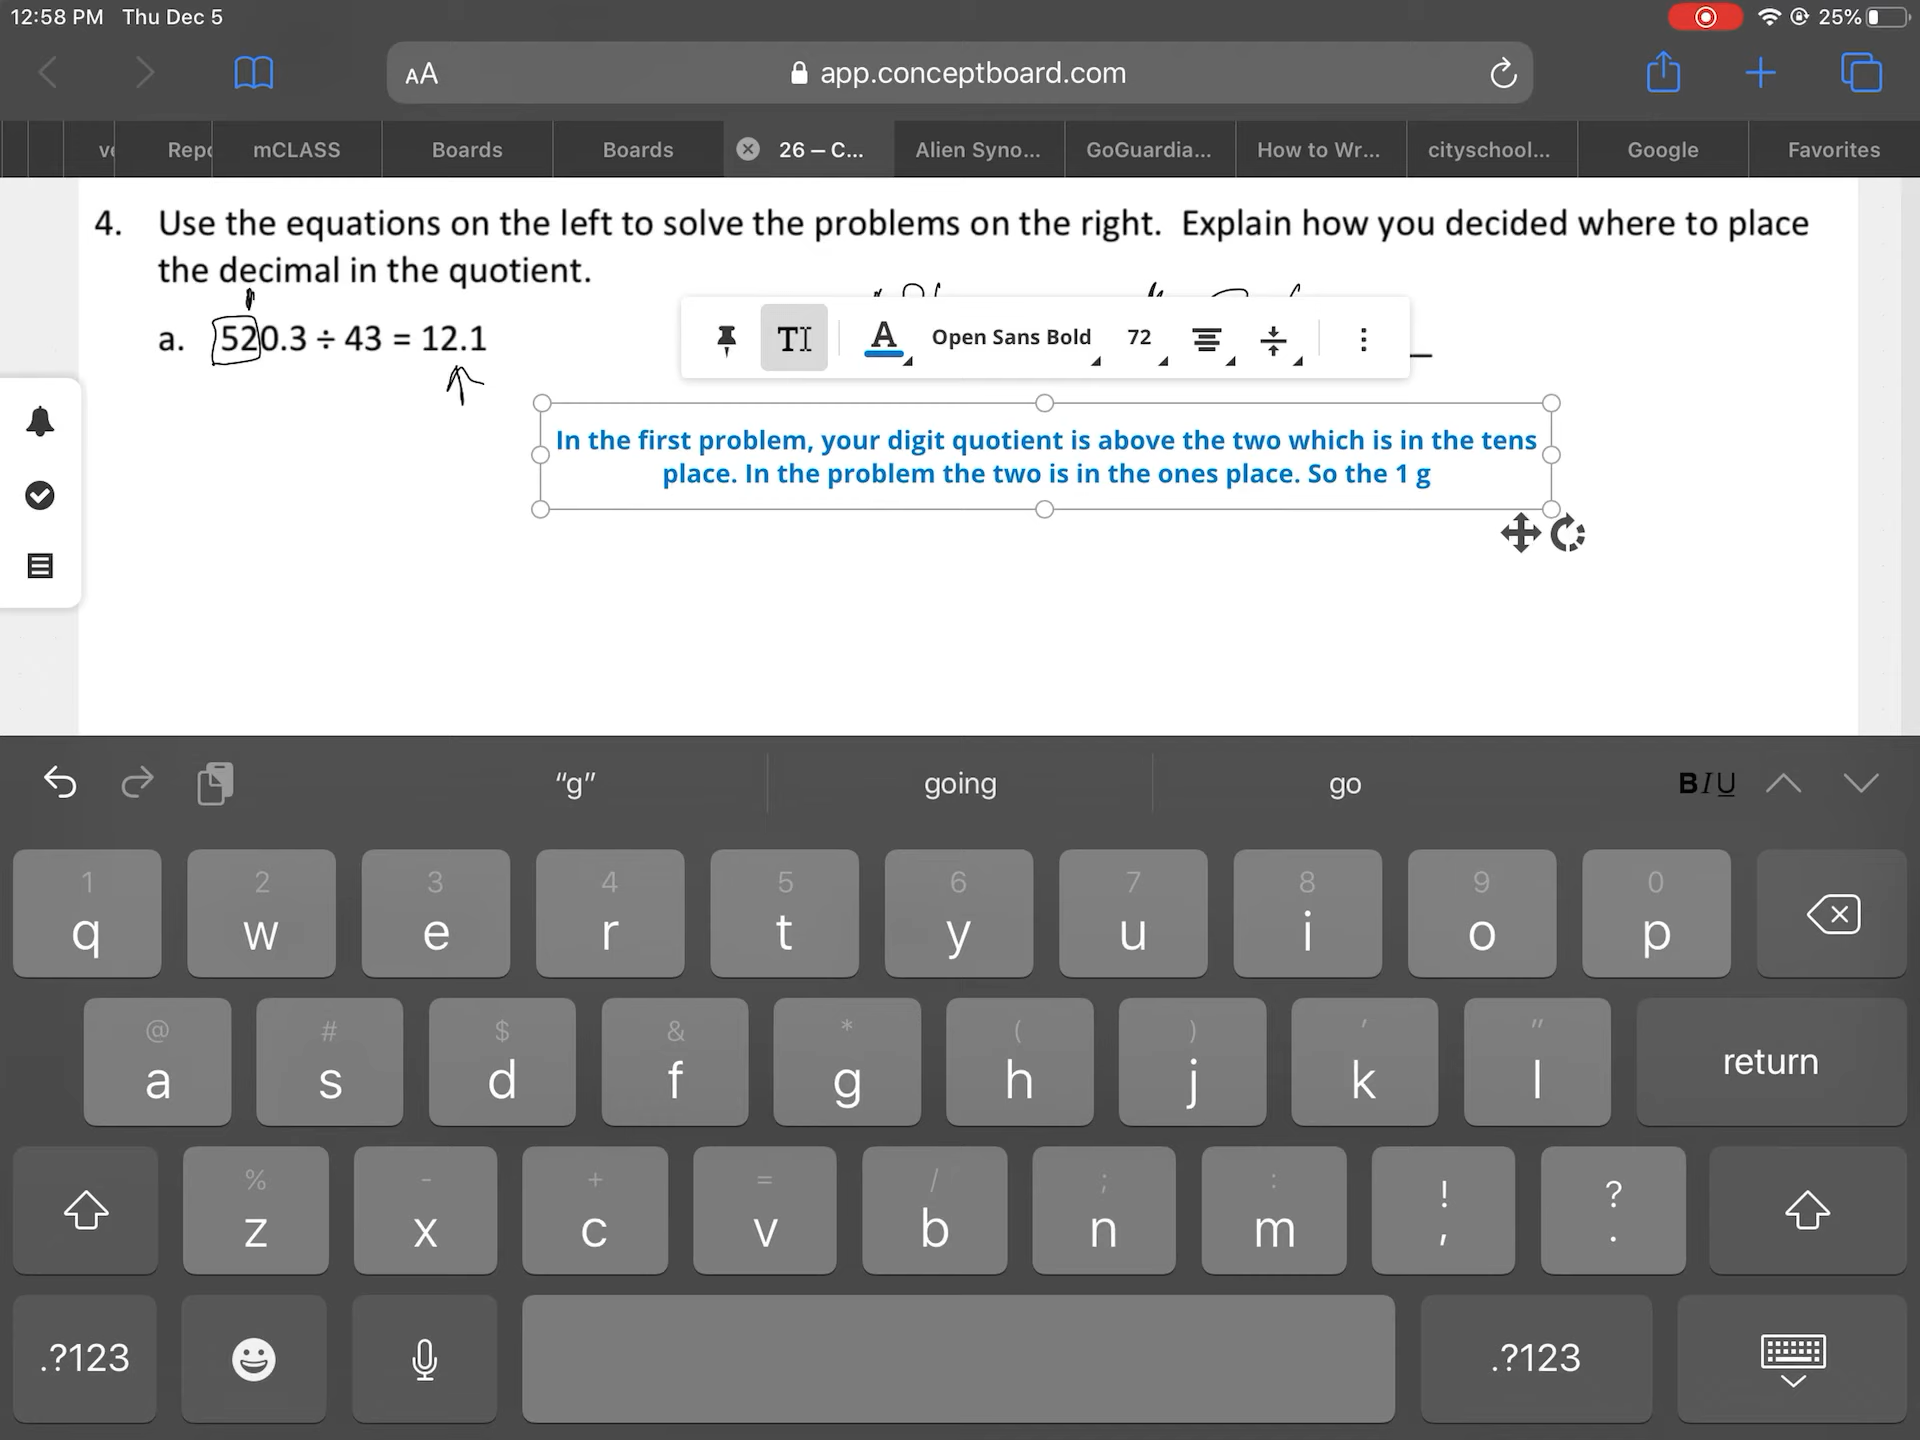 12:58 PM Thu Dec 5
25%
AA
app.conceptboard.com
ve
Repo
mCLASS
Boards
Boards
26 – C...
Alien Syno...
GoGuardia...
How to Wr...
cityschool...
Google
Favorites
4. Use the equations on the left to solve the problems on the right. Explain how you decided where to place
the decimal in the quotient.
a. 520.3 ÷ 43 = 12.1
T A Open Sans Bold 72
In the first problem, your digit quotient is above the two which is in the tens
place. In the problem the two is in the ones place. So the 1 g
"g" going go BIU
1 2 3 4 5 6 7 8 9 0
q w e r t y u i o p
@ # $ & * ( ) ' "
a s d f g h j k l return
% - + = / ; : ! ?
z x c v b n m , .
.?123 .?123